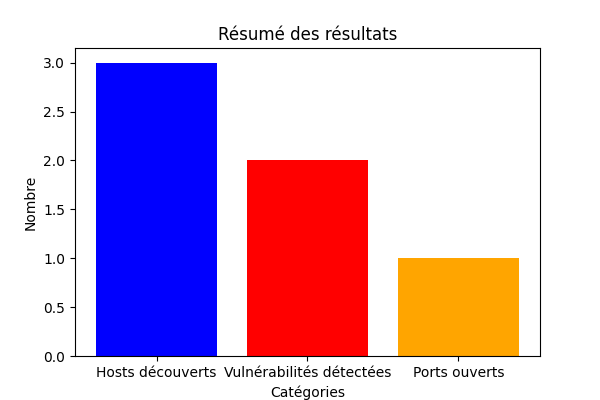 Résumé des résultats
3.0
2.5
2.0
1.5
1.0
0.5
0.0
Nombre
Hosts découverts Vulnérabilités détectées Ports ouverts
Catégories